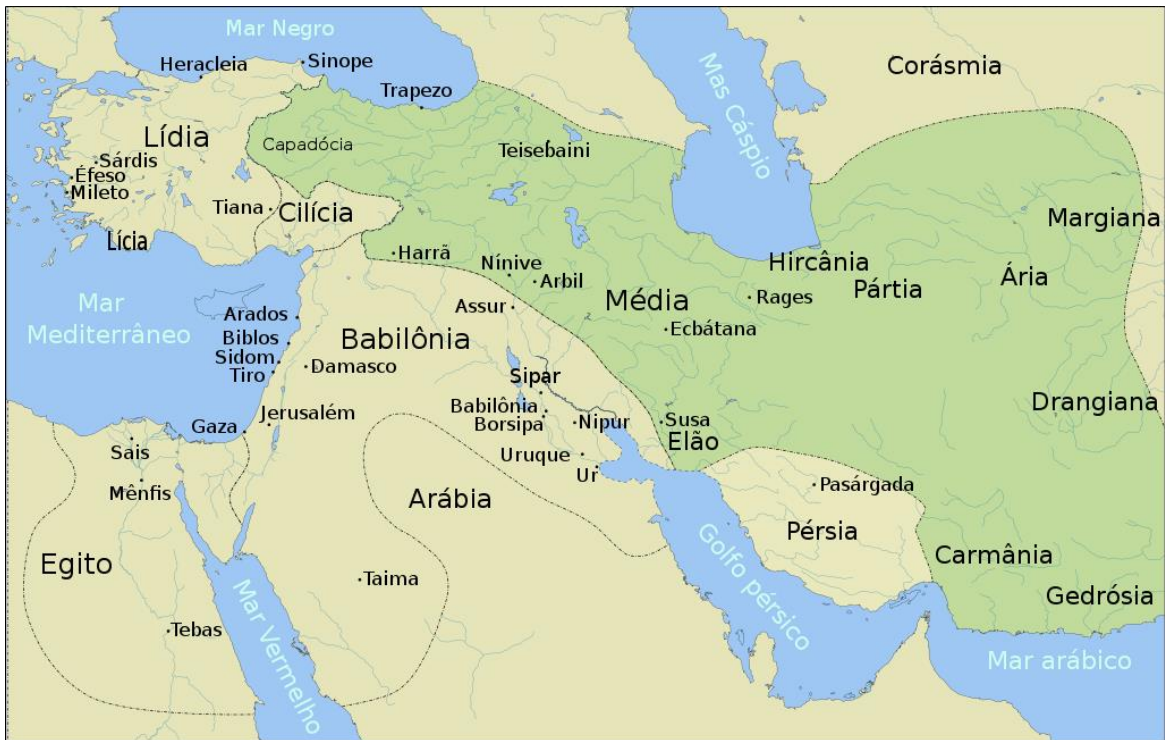 Mar Negro
Heracleia
Sinope
Corásmia
Trapezo
Mas Cáspio
Lídia
Capadócia
Teisebaini
Sárdis
Éfeso
Mileto
Tiana
Cilícia
Margiana
Lícia
Harrã
Nínive
Arbil
Hircânia
Pártia
Ária
Média
Rages
Assur
Ecbátana
Mar
Mediterrâneo
Arados
Biblos
Sidom
Tiro
Babilônia
Damasco
Sipar
Babilônia
Borsipa
Nipur
Uruque
Ur
Susa
Elão
Drangiana
Gaza
Jerusalém
Sais
Mênfis
Arábia
Pasárgada
Pérsia
Golfo pérsico
Egito
Taima
Tebas
Mar Vermelho
Carmânia
Gedrósia
Mar arábico